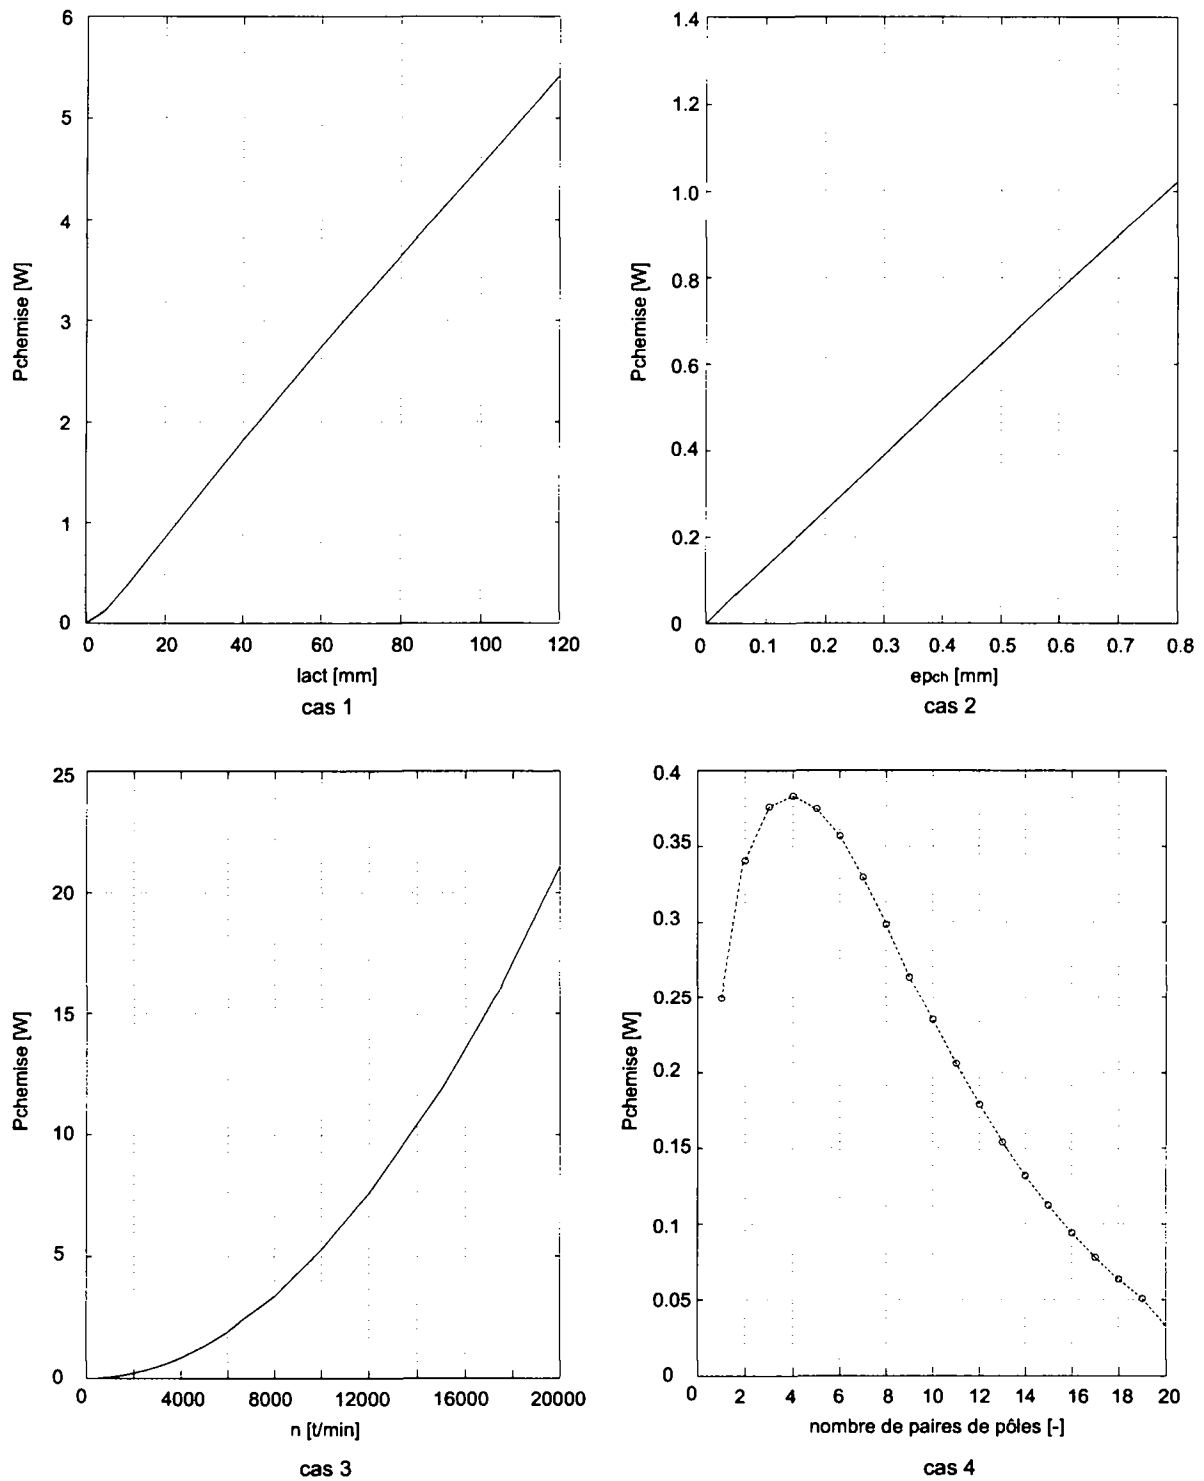 6
5
4
3
2
1
0
Pchemise [W]
0 20 40 60 80 100 120
lact [mm]
cas 1
1.4
1.2
1.0
0.8
0.6
0.4
0.2
0
Pchemise [W]
0 0.1 0.2 0.3 0.4 0.5 0.6 0.7 0.8
epch [mm]
cas 2
25
20
15
10
5
0
Pchemise [W]
0 4000 8000 12000 16000 20000
n [t/min]
cas 3
0.4
0.35
0.3
0.25
0.2
0.15
0.1
0.05
0
Pchemise [W]
0 2 4 6 8 10 12 14 16 18 20
nombre de paires de pôles [-]
cas 4